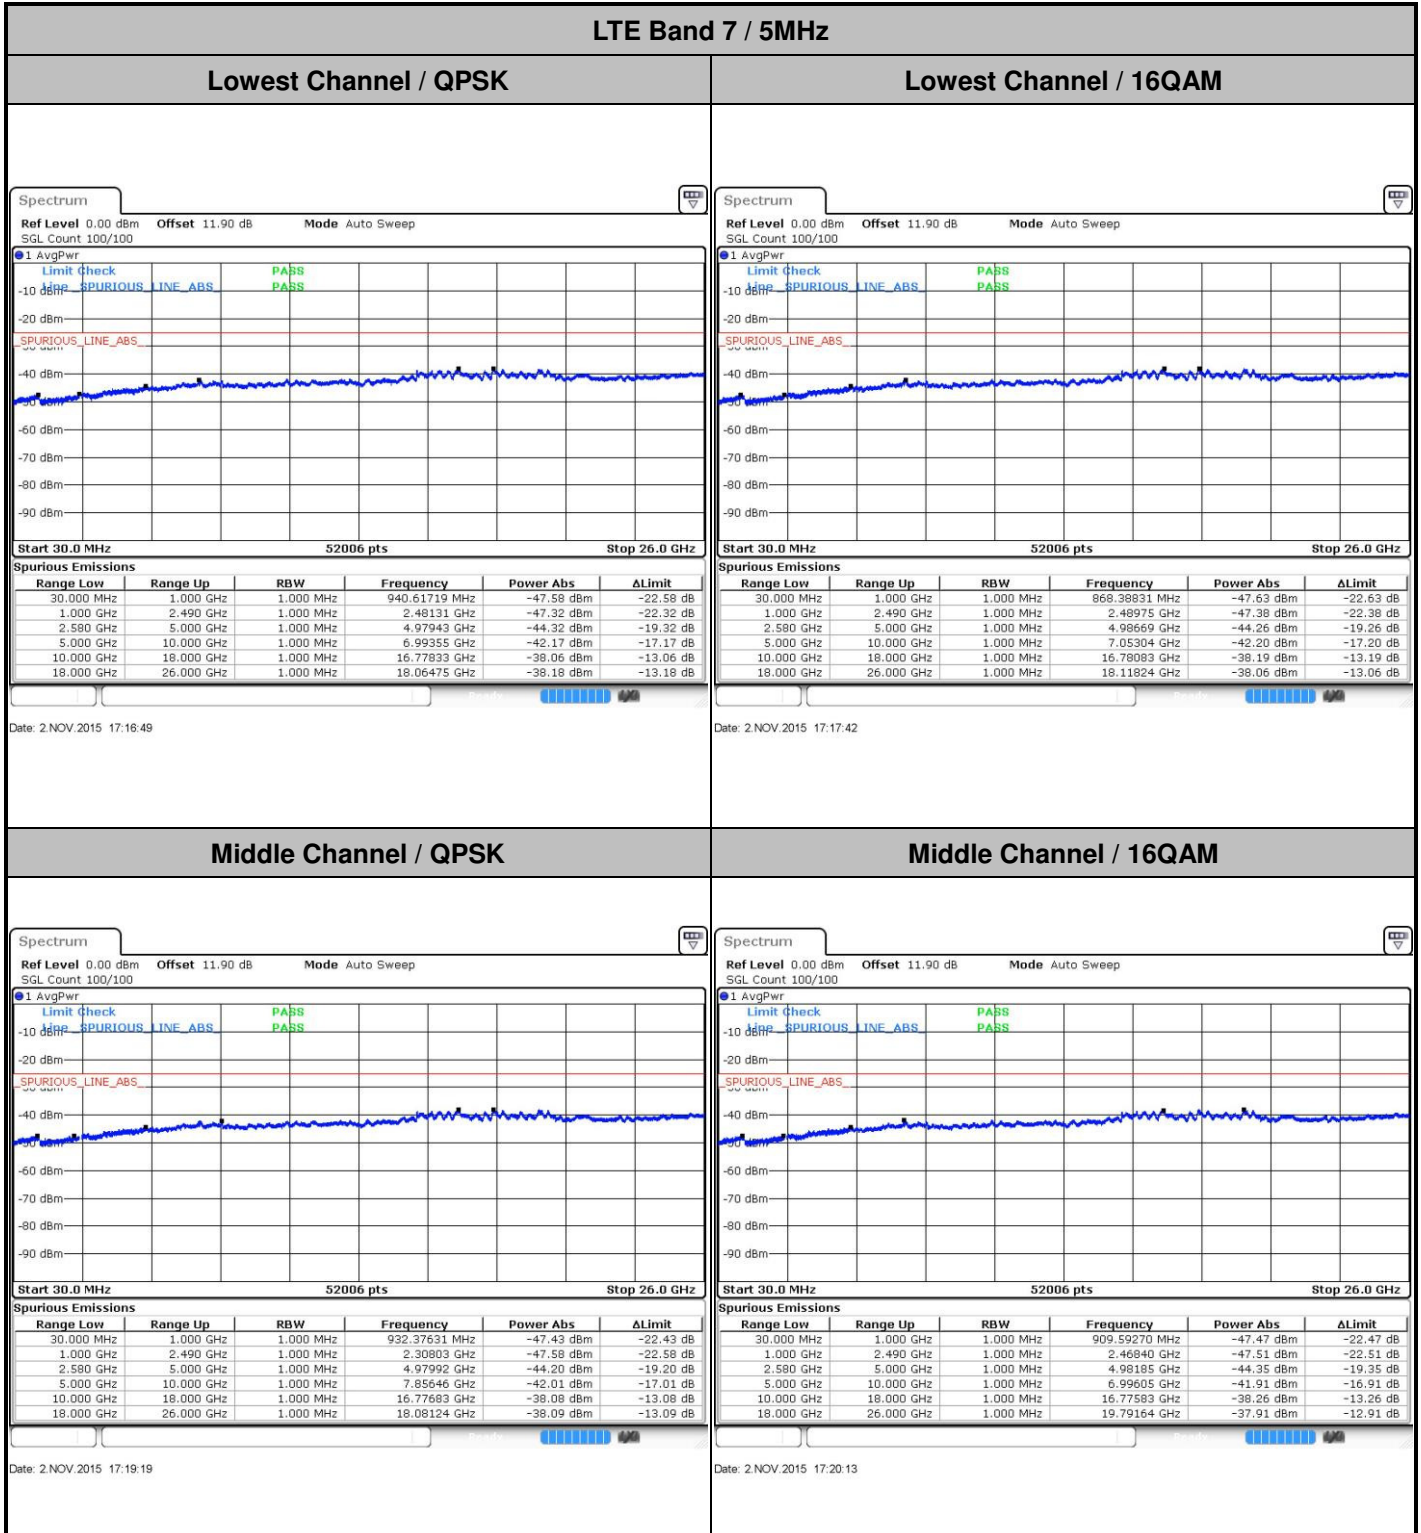 LTE Band 7 / 5MHz
Lowest Channel / QPSK
Lowest Channel / 16QAM
Spectrum
Ref Level 0.00 dBm Offset 11.90 dB Mode Auto Sweep
SGL Count 100/100
1 AvgPwr
Limit Check PASS
-10 dBm Line _SPURIOUS_LINE_ABS_ PASS
-20 dBm
_SPURIOUS_LINE_ABS_
-30 dBm
-40 dBm
-50 dBm
-60 dBm
-70 dBm
-80 dBm
-90 dBm
Start 30.0 MHz 52006 pts Stop 26.0 GHz
Spurious Emissions
Range Low Range Up RBW Frequency Power Abs ΔLimit
30.000 MHz 1.000 GHz 1.000 MHz 940.61719 MHz -47.58 dBm -22.58 dB
1.000 GHz 2.490 GHz 1.000 MHz 2.48131 GHz -47.32 dBm -22.32 dB
2.580 GHz 5.000 GHz 1.000 MHz 4.97943 GHz -44.32 dBm -19.32 dB
5.000 GHz 10.000 GHz 1.000 MHz 6.99355 GHz -42.17 dBm -17.17 dB
10.000 GHz 18.000 GHz 1.000 MHz 16.77833 GHz -38.06 dBm -13.06 dB
18.000 GHz 26.000 GHz 1.000 MHz 18.06475 GHz -38.18 dBm -13.18 dB
Date: 2.NOV.2015 17:16:49
Spectrum
Ref Level 0.00 dBm Offset 11.90 dB Mode Auto Sweep
SGL Count 100/100
1 AvgPwr
Limit Check PASS
-10 dBm Line _SPURIOUS_LINE_ABS_ PASS
-20 dBm
_SPURIOUS_LINE_ABS_
-30 dBm
-40 dBm
-50 dBm
-60 dBm
-70 dBm
-80 dBm
-90 dBm
Start 30.0 MHz 52006 pts Stop 26.0 GHz
Spurious Emissions
Range Low Range Up RBW Frequency Power Abs ΔLimit
30.000 MHz 1.000 GHz 1.000 MHz 868.38831 MHz -47.63 dBm -22.63 dB
1.000 GHz 2.490 GHz 1.000 MHz 2.48975 GHz -47.38 dBm -22.38 dB
2.580 GHz 5.000 GHz 1.000 MHz 4.98669 GHz -44.26 dBm -19.26 dB
5.000 GHz 10.000 GHz 1.000 MHz 7.05304 GHz -42.20 dBm -17.20 dB
10.000 GHz 18.000 GHz 1.000 MHz 16.78083 GHz -38.19 dBm -13.19 dB
18.000 GHz 26.000 GHz 1.000 MHz 18.11824 GHz -38.06 dBm -13.06 dB
Date: 2.NOV.2015 17:17:42
Middle Channel / QPSK
Middle Channel / 16QAM
Spectrum
Ref Level 0.00 dBm Offset 11.90 dB Mode Auto Sweep
SGL Count 100/100
1 AvgPwr
Limit Check PASS
-10 dBm Line _SPURIOUS_LINE_ABS_ PASS
-20 dBm
_SPURIOUS_LINE_ABS_
-30 dBm
-40 dBm
-50 dBm
-60 dBm
-70 dBm
-80 dBm
-90 dBm
Start 30.0 MHz 52006 pts Stop 26.0 GHz
Spurious Emissions
Range Low Range Up RBW Frequency Power Abs ΔLimit
30.000 MHz 1.000 GHz 1.000 MHz 932.37631 MHz -47.43 dBm -22.43 dB
1.000 GHz 2.490 GHz 1.000 MHz 2.30803 GHz -47.58 dBm -22.58 dB
2.580 GHz 5.000 GHz 1.000 MHz 4.97992 GHz -44.20 dBm -19.20 dB
5.000 GHz 10.000 GHz 1.000 MHz 7.85646 GHz -42.01 dBm -17.01 dB
10.000 GHz 18.000 GHz 1.000 MHz 16.77683 GHz -38.08 dBm -13.08 dB
18.000 GHz 26.000 GHz 1.000 MHz 18.08124 GHz -38.09 dBm -13.09 dB
Date: 2.NOV.2015 17:19:19
Spectrum
Ref Level 0.00 dBm Offset 11.90 dB Mode Auto Sweep
SGL Count 100/100
1 AvgPwr
Limit Check PASS
-10 dBm Line _SPURIOUS_LINE_ABS_ PASS
-20 dBm
_SPURIOUS_LINE_ABS_
-30 dBm
-40 dBm
-50 dBm
-60 dBm
-70 dBm
-80 dBm
-90 dBm
Start 30.0 MHz 52006 pts Stop 26.0 GHz
Spurious Emissions
Range Low Range Up RBW Frequency Power Abs ΔLimit
30.000 MHz 1.000 GHz 1.000 MHz 909.59270 MHz -47.47 dBm -22.47 dB
1.000 GHz 2.490 GHz 1.000 MHz 2.46840 GHz -47.51 dBm -22.51 dB
2.580 GHz 5.000 GHz 1.000 MHz 4.98185 GHz -44.35 dBm -19.35 dB
5.000 GHz 10.000 GHz 1.000 MHz 6.99605 GHz -41.91 dBm -16.91 dB
10.000 GHz 18.000 GHz 1.000 MHz 16.77583 GHz -38.26 dBm -13.26 dB
18.000 GHz 26.000 GHz 1.000 MHz 19.79164 GHz -37.91 dBm -12.91 dB
Date: 2.NOV.2015 17:20:13